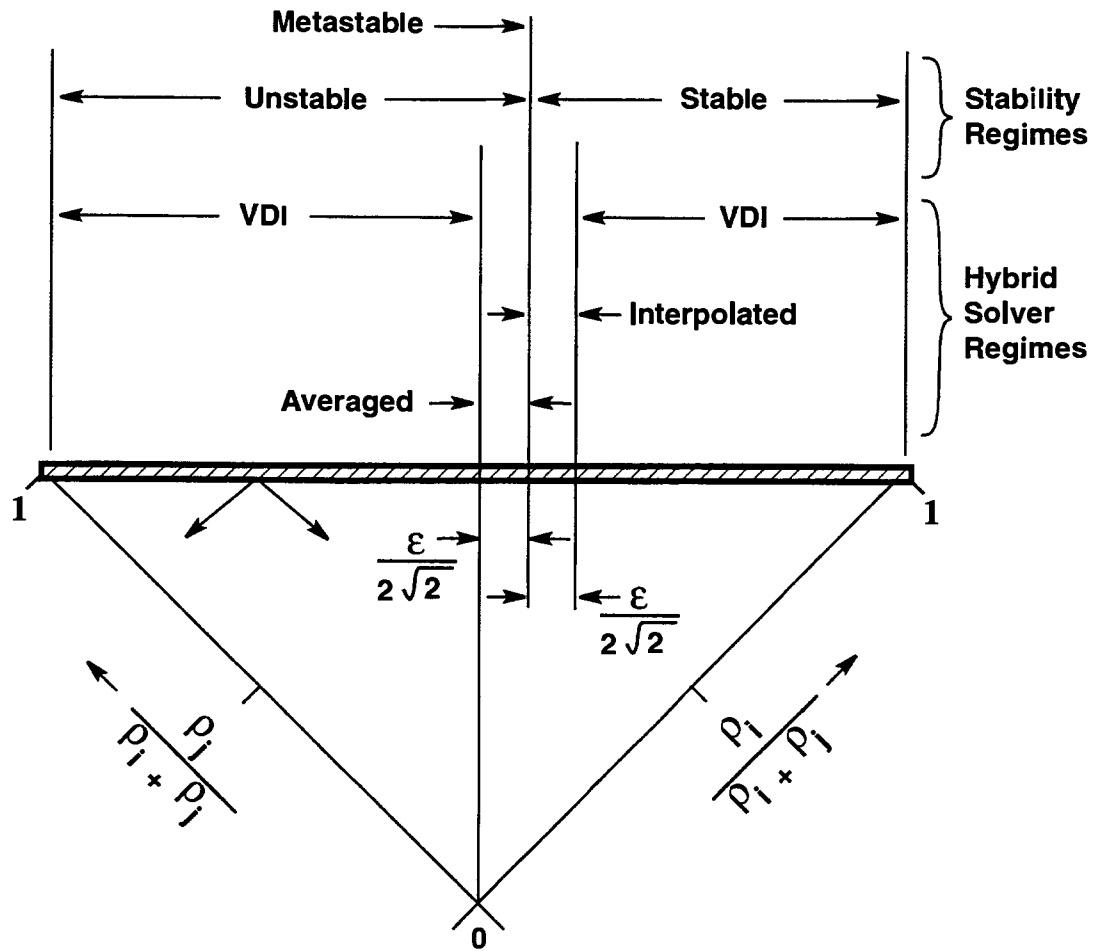 Metastable
Unstable
Stable
Stability
Regimes
VDI
VDI
Hybrid
Solver
Regimes
Interpolated
Averaged
1
1
ε
2√2
ε
2√2
ρj
ρi + ρj
ρi
ρi + ρj
0